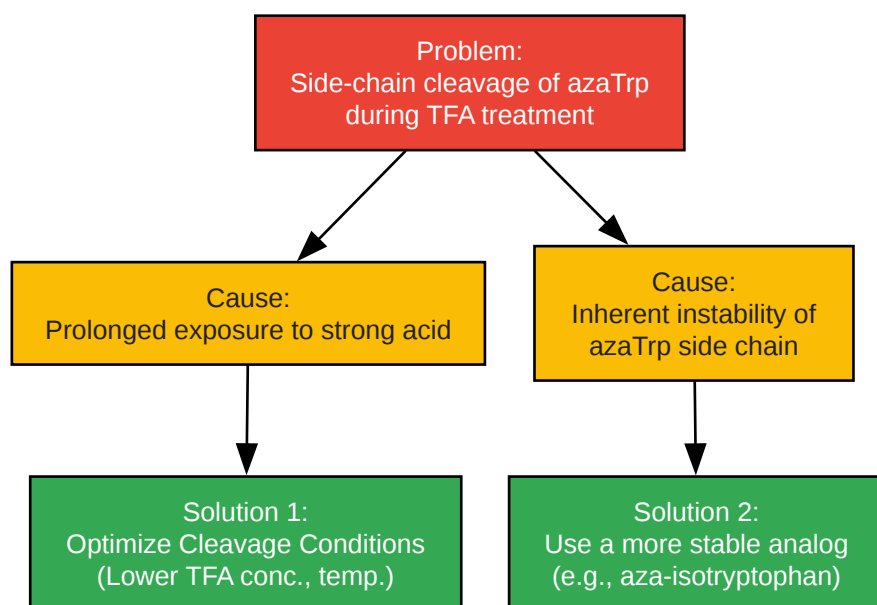 Problem:
Side-chain cleavage of azaTrp
during TFA treatment
Cause:
Prolonged exposure to strong acid
Cause:
Inherent instability of
azaTrp side chain
Solution 1:
Optimize Cleavage Conditions
(Lower TFA conc., temp.)
Solution 2:
Use a more stable analog
(e.g., aza-isotryptophan)